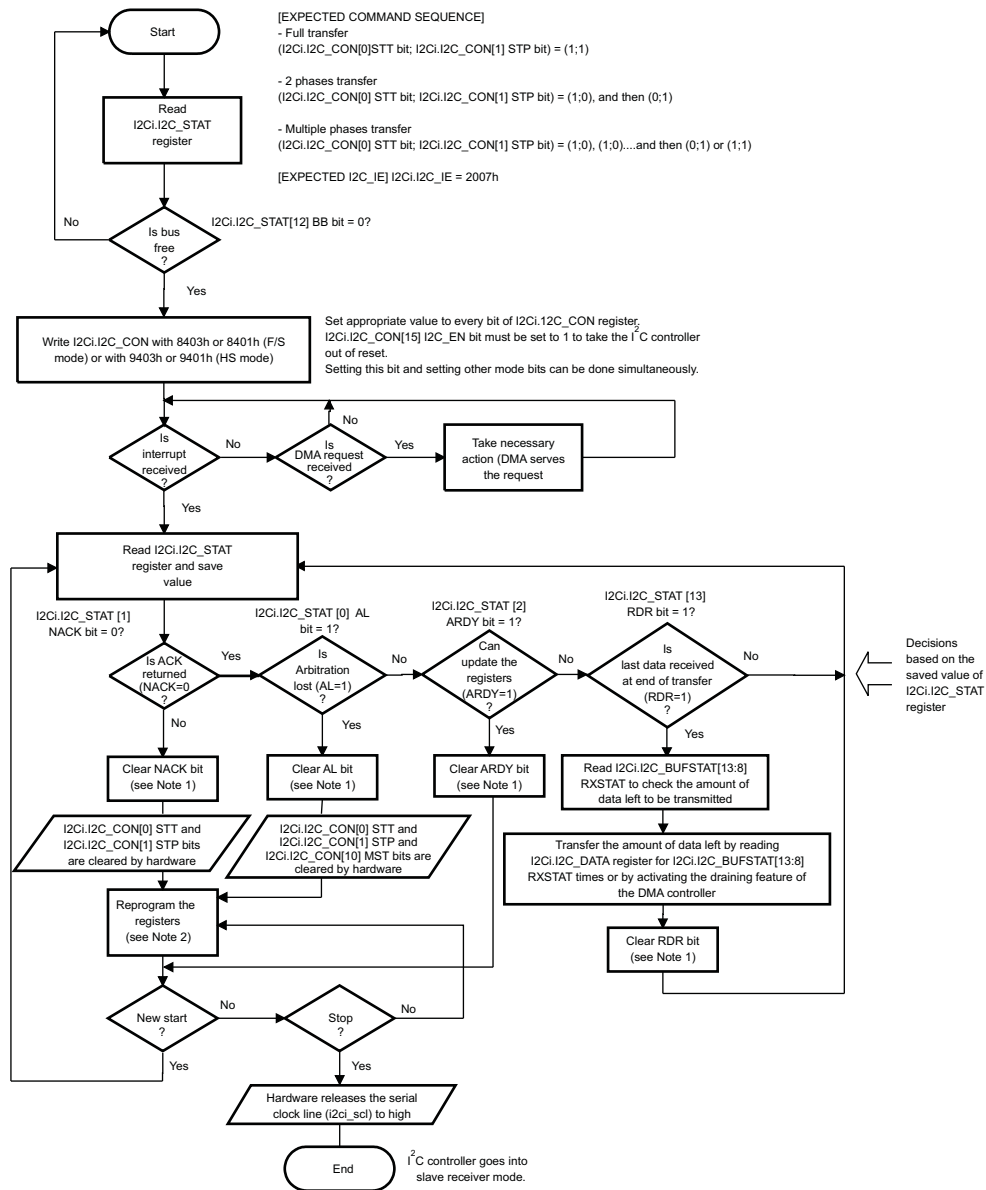 Start
[EXPECTED COMMAND SEQUENCE]
- Full transfer
(I2Ci.I2C_CON[0]STT bit; I2Ci.I2C_CON[1] STP bit) = (1;1)
- 2 phases transfer
(I2Ci.I2C_CON[0] STT bit; I2Ci.I2C_CON[1] STP bit) = (1;0), and then (0;1)
- Multiple phases transfer
(I2Ci.I2C_CON[0] STT bit; I2Ci.I2C_CON[1] STP bit) = (1;0), (1;0)....and then (0;1) or (1;1)
[EXPECTED I2C_IE] I2Ci.I2C_IE = 2007h
Read
I2Ci.I2C_STAT
register
No
I2Ci.I2C_STAT[12] BB bit = 0?
Is bus
free
?
Yes
Write I2Ci.I2C_CON with 8403h or 8401h (F/S
mode) or with 9403h or 9401h (HS mode)
Set appropriate value to every bit of I2Ci.12C_CON register.
I2Ci.I2C_CON[15] I2C_EN bit must be set to 1 to take the I2C controller
out of reset.
Setting this bit and setting other mode bits can be done simultaneously.
Is
interrupt
received
?
No
Is
DMA request
received
?
No
Yes
Take necessary
action (DMA serves
the request
Yes
Read I2Ci.I2C_STAT
register and save
value
I2Ci.I2C_STAT [1]
NACK bit = 0?
I2Ci.I2C_STAT [0] AL
bit = 1?
I2Ci.I2C_STAT [2]
ARDY bit = 1?
I2Ci.I2C_STAT [13]
RDR bit = 1?
Is ACK
returned
(NACK=0
?
Yes
Is
Arbitration
lost (AL=1)
?
No
Can
update the
registers
(ARDY=1)
?
No
Is
last data received
at end of transfer
(RDR=1)
?
No
Decisions
based on the
saved value of
I2Ci.I2C_STAT
register
No
Yes
Yes
Yes
Clear NACK bit
(see Note 1)
Clear AL bit
(see Note 1)
Clear ARDY bit
(see Note 1)
Read I2Ci.I2C_BUFSTAT[13:8]
RXSTAT to check the amount of
data left to be transmitted
I2Ci.I2C_CON[0] STT and
I2Ci.I2C_CON[1] STP bits
are cleared by hardware
I2Ci.I2C_CON[0] STT and
I2Ci.I2C_CON[1] STP and
I2Ci.I2C_CON[10] MST bits are
cleared by hardware
Transfer the amount of data left by reading
I2Ci.I2C_DATA register for I2Ci.I2C_BUFSTAT[13:8]
RXSTAT times or by activating the draining feature of
the DMA controller
Reprogram the
registers
(see Note 2)
Clear RDR bit
(see Note 1)
New start
?
No
Stop
?
No
Yes
Yes
Hardware releases the serial
clock line (i2ci_scl) to high
End
I2C controller goes into
slave receiver mode.